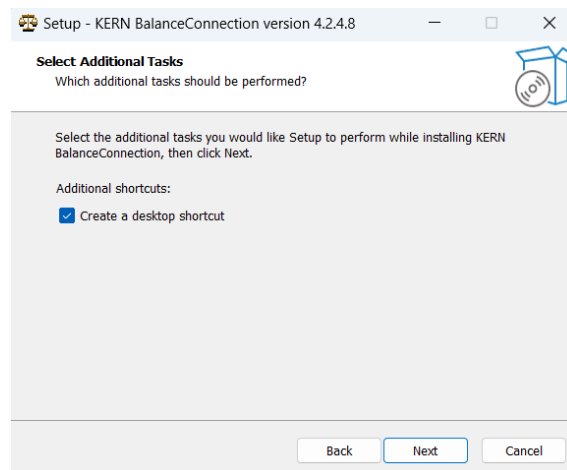 Setup - KERN BalanceConnection version 4.2.4.8
Select Additional Tasks
Which additional tasks should be performed?
Select the additional tasks you would like Setup to perform while installing KERN
BalanceConnection, then click Next.
Additional shortcuts:
Create a desktop shortcut
Back Next Cancel